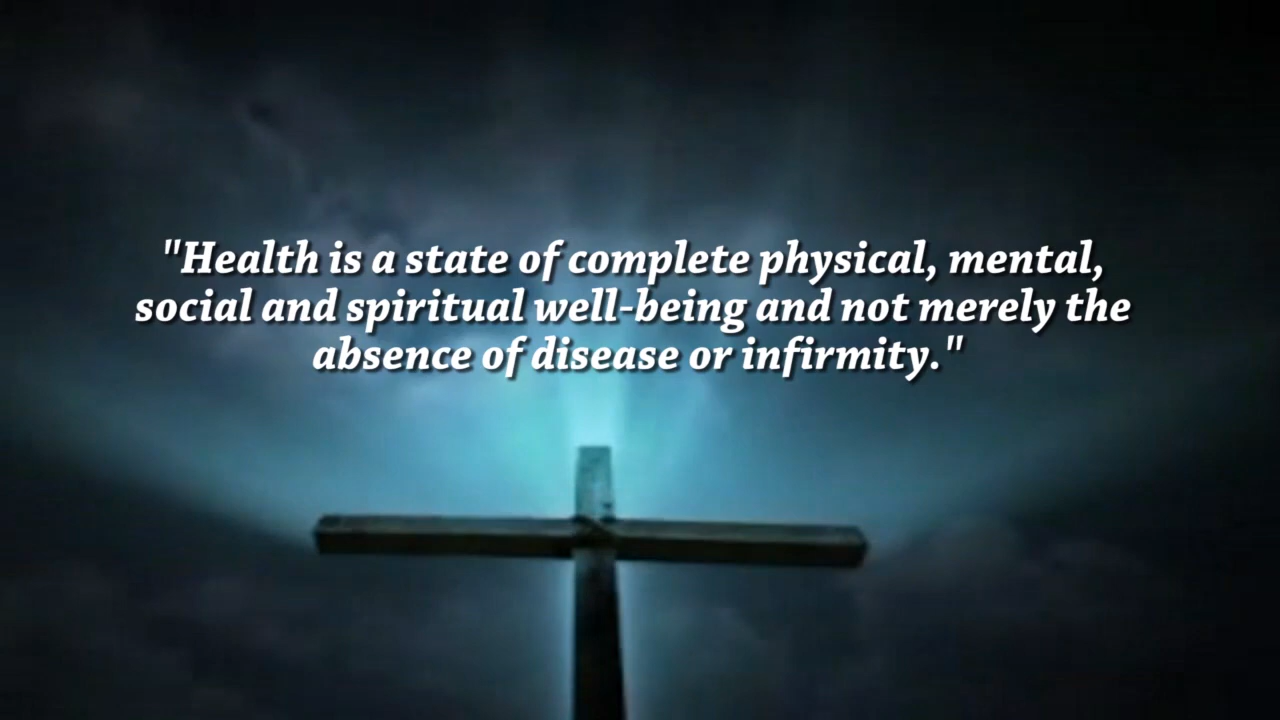 "Health is a state of complete physical, mental,
social and spiritual well-being and not merely the
absence of disease or infirmity."